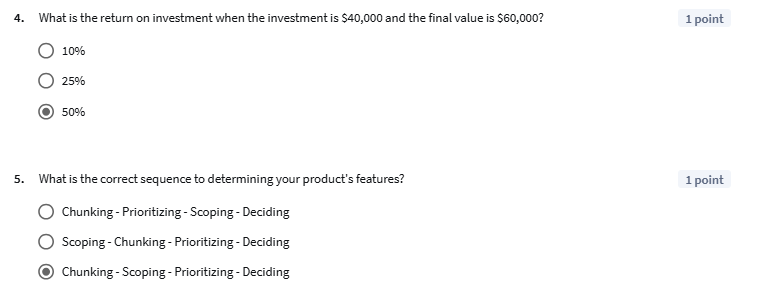 4. What is the return on investment when the investment is $40,000 and the final value is $60,000? 1 point
10%
25%
50%
5. What is the correct sequence to determining your product's features? 1 point
Chunking - Prioritizing - Scoping - Deciding
Scoping - Chunking - Prioritizing - Deciding
Chunking - Scoping - Prioritizing - Deciding